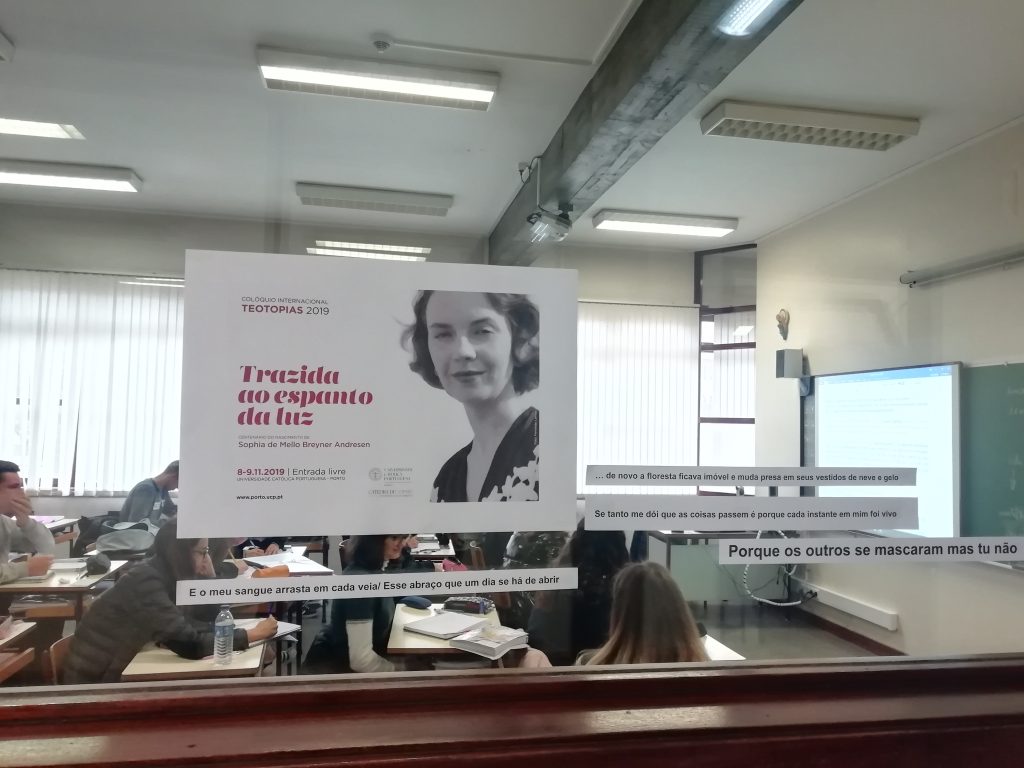 COLÓQUIO INTERNACIONAL
TEOTOPIAS 2019
Trazida
ao espanto
da luz
CENTENÁRIO DO NASCIMENTO DE
Sophia de Mello Breyner Andresen
8-9.11.2019 | Entrada livre
UNIVERSIDADE CATÓLICA PORTUGUESA - PORTO
www.porto.ucp.pt
UNIVERSIDADE
CATÓLICA
PORTUGUESA
... de novo a floresta ficava imóvel e muda presa em seus vestidos de neve e gelo
Se tanto me dói que as coisas passem é porque cada instante em mim foi vivo
Porque os outros se mascaram mas tu não
E o meu sangue arrasta em cada veia/ Esse abraço que um dia se há de abrir